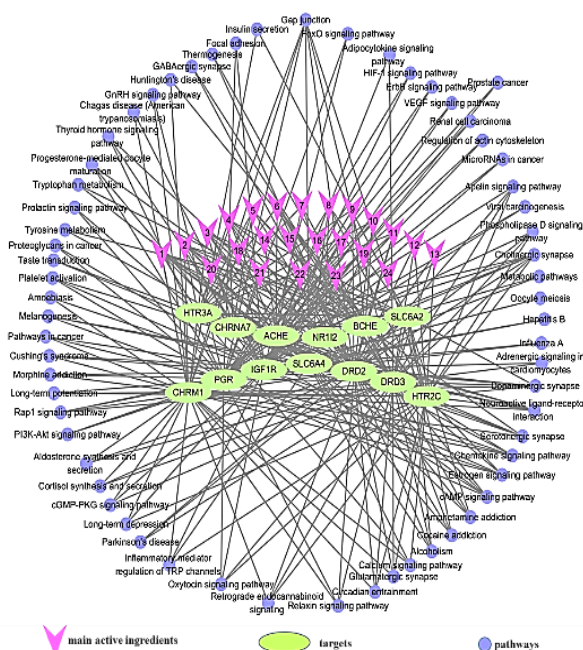 Gap junction
Insulin secretion
FoxO signaling pathway
Focal adhesion
Adipocytokine signaling
pathway
Thermogenesis
GABAergic synapse
HIF-1 signaling pathway
Huntington's disease
ErbB signaling pathway
Prostate cancer
GnRH signaling pathway
VEGF signaling pathway
Chagas disease (American
trypanosomiasis)
Renal cell carcinoma
Thyroid hormone signaling
pathway
Regulation of actin cytoskeleton
Progesterone-mediated oocyte
maturation
MicroRNAs in cancer
Tryptophan metabolism
Apelin signaling pathway
Prolactin signaling pathway
Viral carcinogenesis
Tyrosine metabolism
Phospholipase D signaling
pathway
Proteoglycans in cancer
Taste transduction
Cholinergic synapse
Platelet activation
Metabolic pathways
Amoebiasis
Oocyte meiosis
Melanogenesis
Hepatitis B
Pathways in cancer
Influenza A
Cushing's syndrome
Adrenergic signaling in
cardiomyocytes
Morphine addiction
Dopaminergic synapse
Long-term potentiation
Neuroactive ligand-recepto
interaction
Rap1 signaling pathway
PI3K-Akt signaling pathway
Serotonergic synapse
Aldosterone synthesis and
secretion
Chemokine signaling pathway
Estrogen signaling pathway
Cortisol synthesis and secretion
cAMP signaling pathway
cGMP-PKG signaling pathway
Amphetamine addiction
Long-term depression
Cocaine addiction
Parkinson's disease
Alcoholism
Inflammatory mediator
regulation of TRP channels
Calcium signaling pathway
Glutamatergic synapse
Oxytocin signaling pathway
Circadian entrainment
Retrograde endocannabinoid
signaling
Relaxin signaling pathway
1 2 3 4 5 6 7 8 9 10 11 12 13
18 14 15 16 17 19
20 21 22 23 24
HTR3A
CHRNA7
ACHE
NR1I2
BCHE
SLC6A2
CHRM1
PGR
IGF1R
SLC6A4
DRD2
DRD3
HTR2C
main active ingredients
targets
pathways